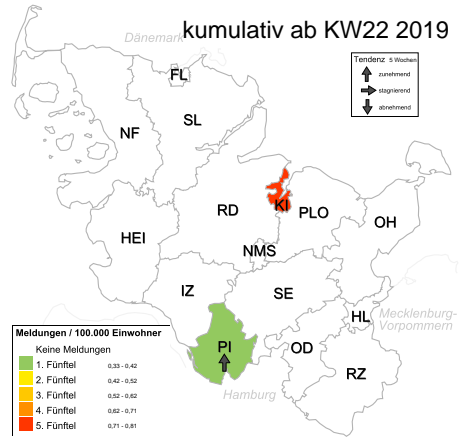 kumulativ ab KW22 2019
Dänemark
Tendenz 5 Wochen
zunehmend
stagnierend
abnehmend
FL
SL
NF
RD
KI
PLO
OH
HEI
NMS
IZ
SE
HL
Mecklenburg-
Vorpommern
PI
OD
RZ
Hamburg
Meldungen / 100.000 Einwohner
Keine Meldungen
1. Fünftel 0,33 - 0,42
2. Fünftel 0,42 - 0,52
3. Fünftel 0,52 - 0,62
4. Fünftel 0,62 - 0,71
5. Fünftel 0,71 - 0,81